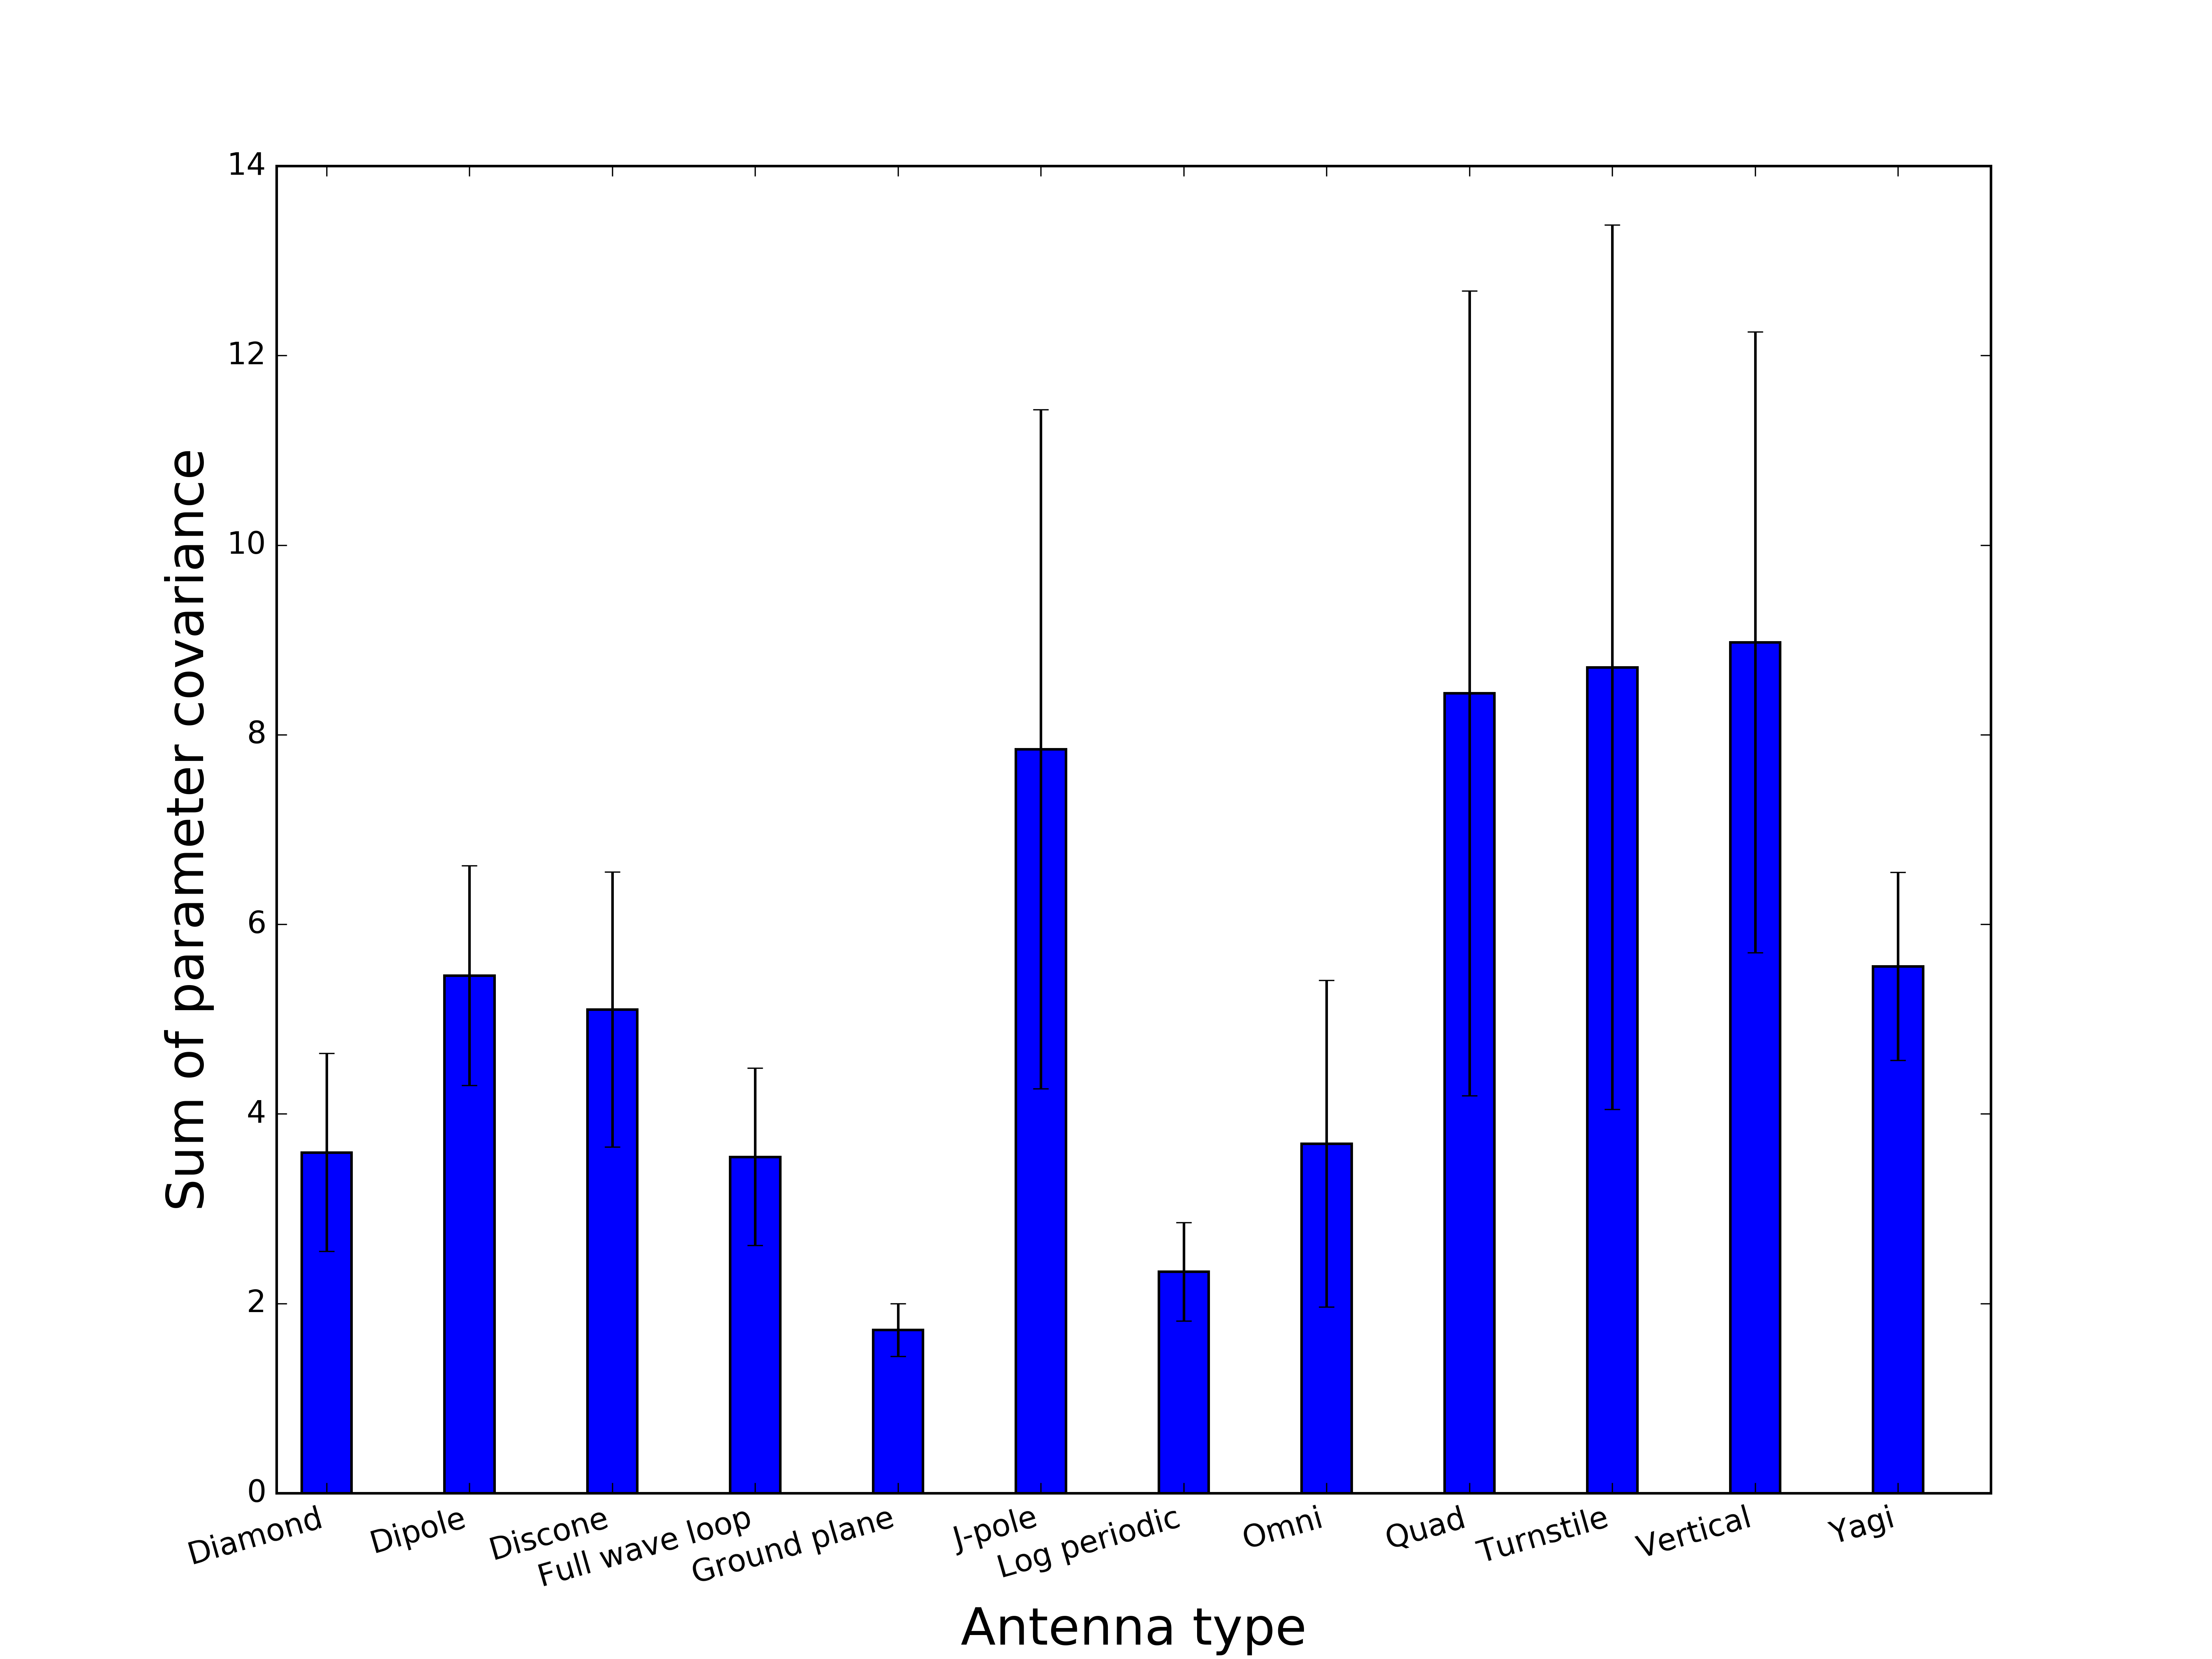 14
12
10
8
6
4
2
0
Sum of parameter covariance
Diamond
Dipole
Discone
Full wave loop
Ground plane
J-pole
Log periodic
Omni
Quad
Turnstile
Vertical
Yagi
Antenna type